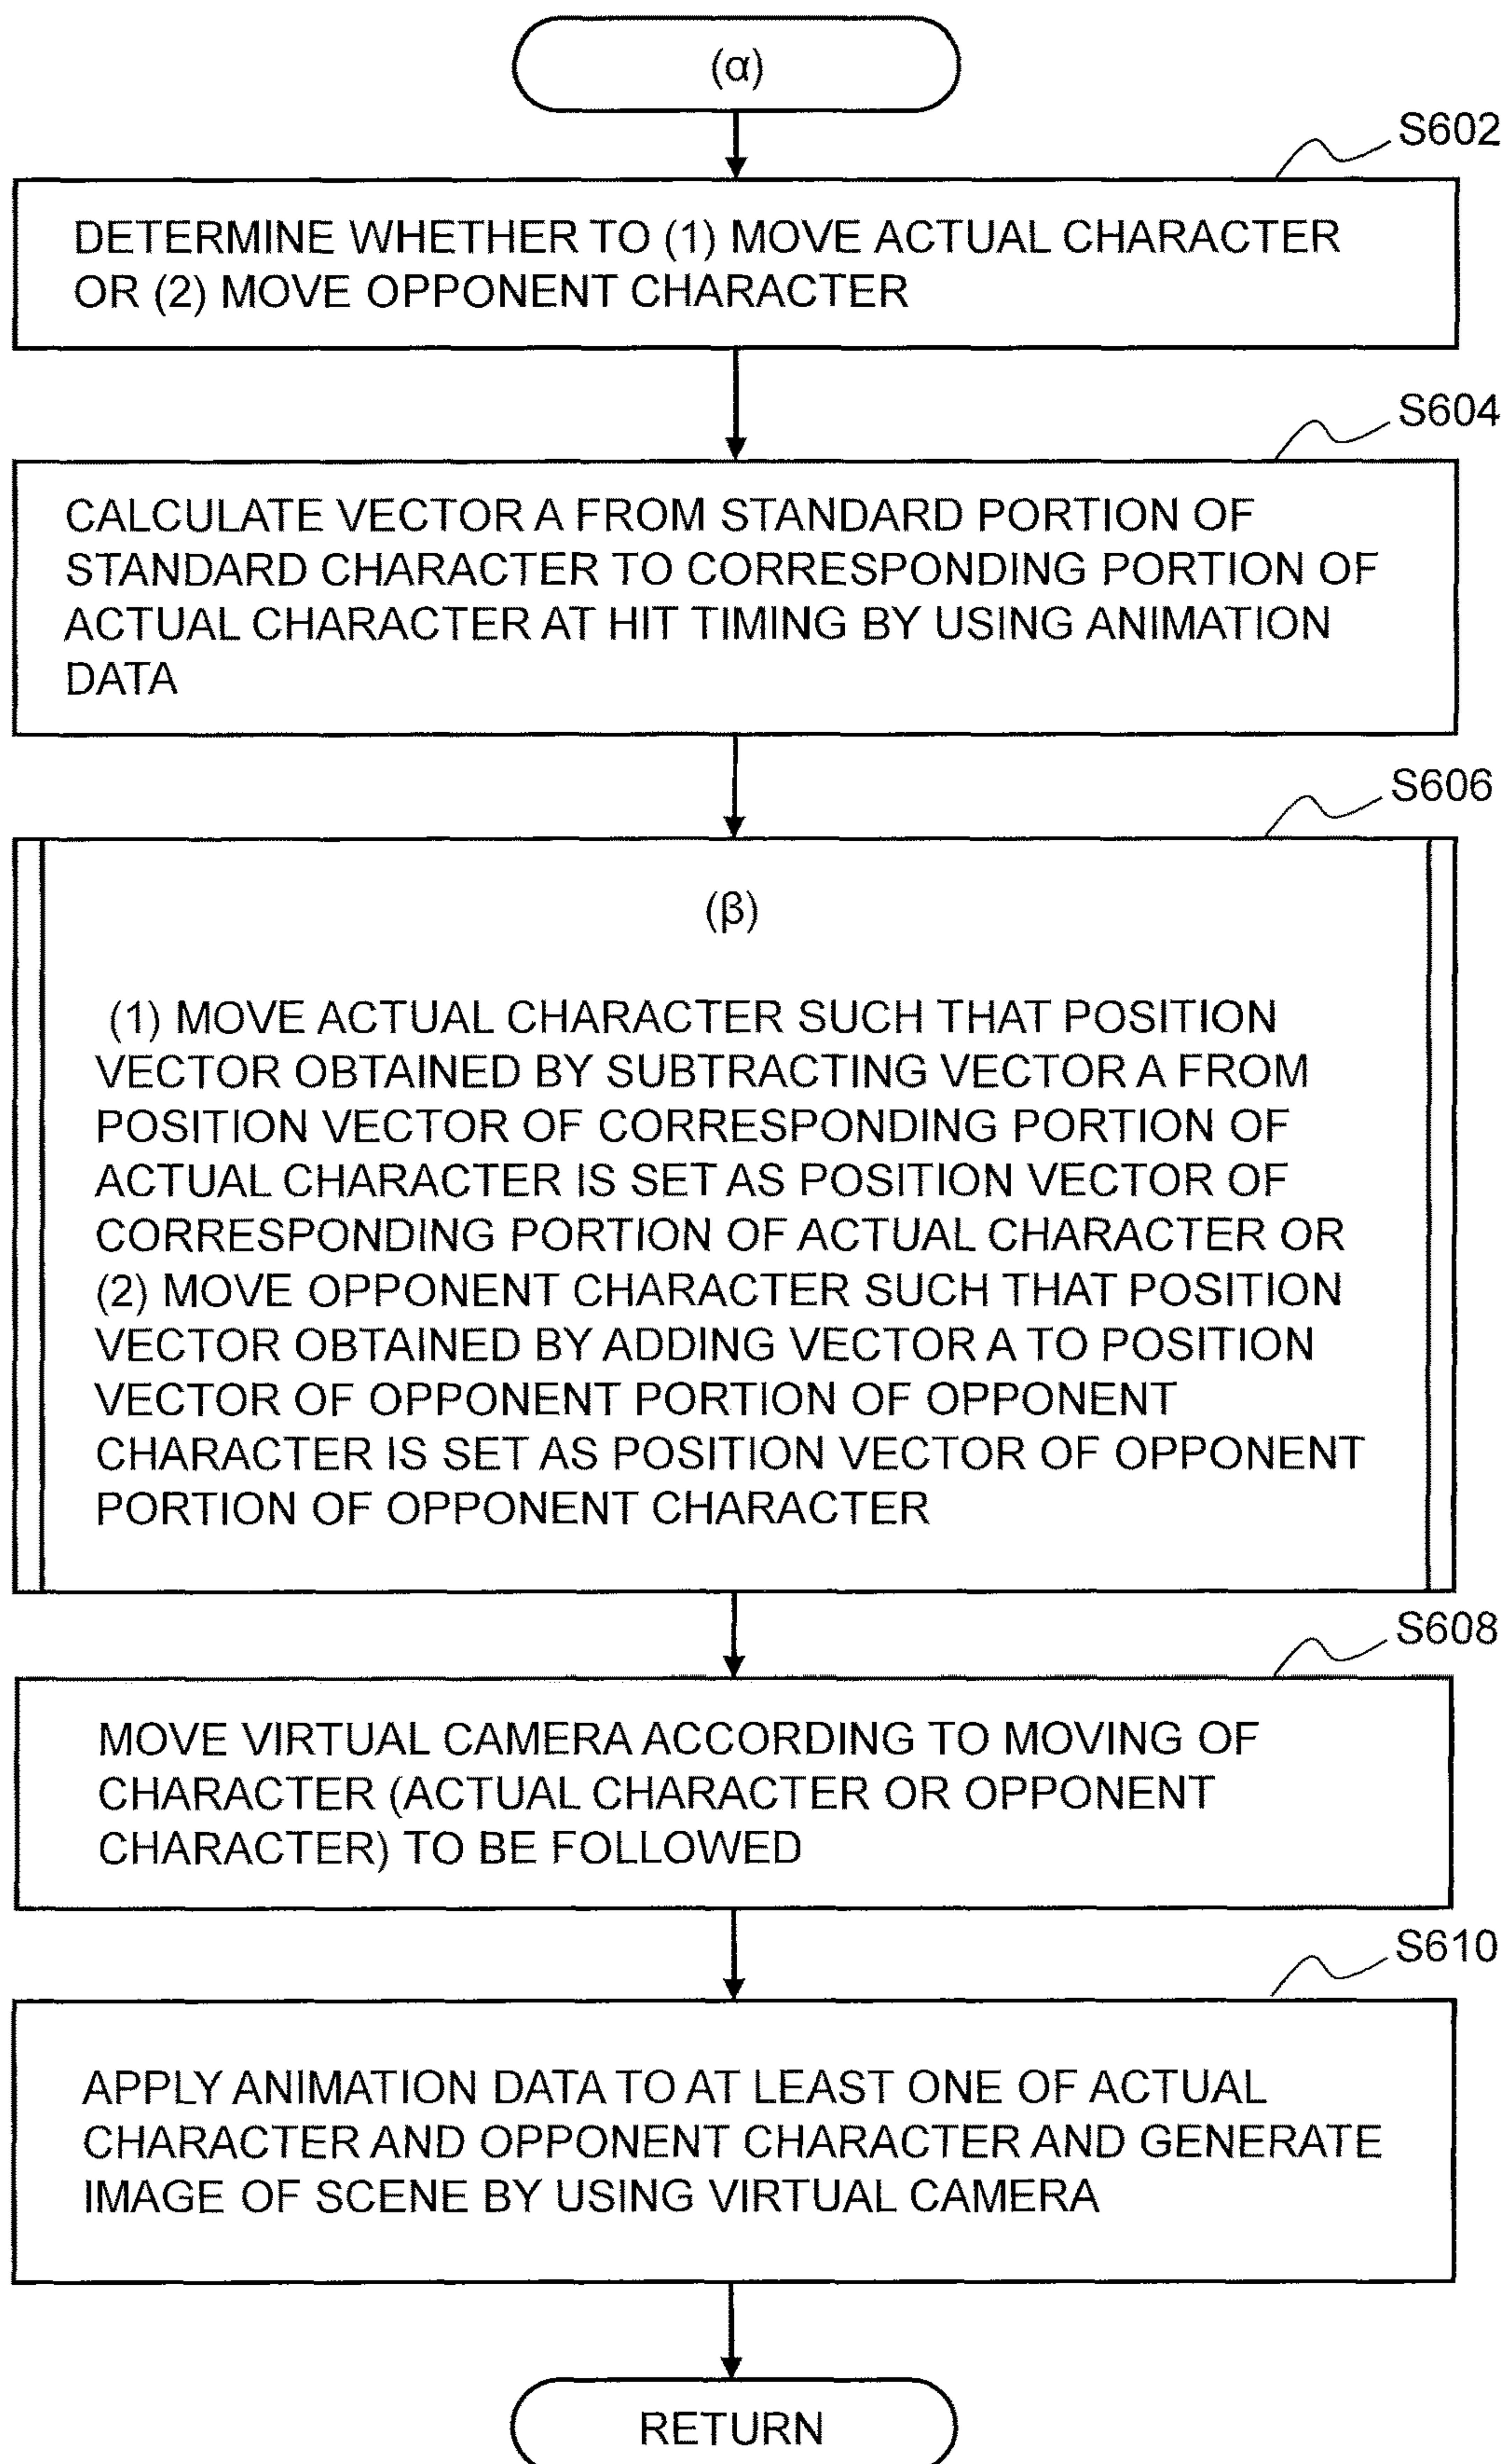 (α)
S602
DETERMINE WHETHER TO (1) MOVE ACTUAL CHARACTER
OR (2) MOVE OPPONENT CHARACTER
S604
CALCULATE VECTOR A FROM STANDARD PORTION OF
STANDARD CHARACTER TO CORRESPONDING PORTION OF
ACTUAL CHARACTER AT HIT TIMING BY USING ANIMATION
DATA
S606
(β)
(1) MOVE ACTUAL CHARACTER SUCH THAT POSITION
VECTOR OBTAINED BY SUBTRACTING VECTOR A FROM
POSITION VECTOR OF CORRESPONDING PORTION OF
ACTUAL CHARACTER IS SET AS POSITION VECTOR OF
CORRESPONDING PORTION OF ACTUAL CHARACTER OR
(2) MOVE OPPONENT CHARACTER SUCH THAT POSITION
VECTOR OBTAINED BY ADDING VECTOR A TO POSITION
VECTOR OF OPPONENT PORTION OF OPPONENT
CHARACTER IS SET AS POSITION VECTOR OF OPPONENT
PORTION OF OPPONENT CHARACTER
S608
MOVE VIRTUAL CAMERA ACCORDING TO MOVING OF
CHARACTER (ACTUAL CHARACTER OR OPPONENT
CHARACTER) TO BE FOLLOWED
S610
APPLY ANIMATION DATA TO AT LEAST ONE OF ACTUAL
CHARACTER AND OPPONENT CHARACTER AND GENERATE
IMAGE OF SCENE BY USING VIRTUAL CAMERA
RETURN